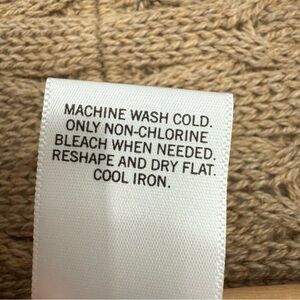 MACHINE WASH COLD.
ONLY NON-CHLORINE
BLEACH WHEN NEEDED.
RESHAPE AND DRY FLAT.
COOL IRON.